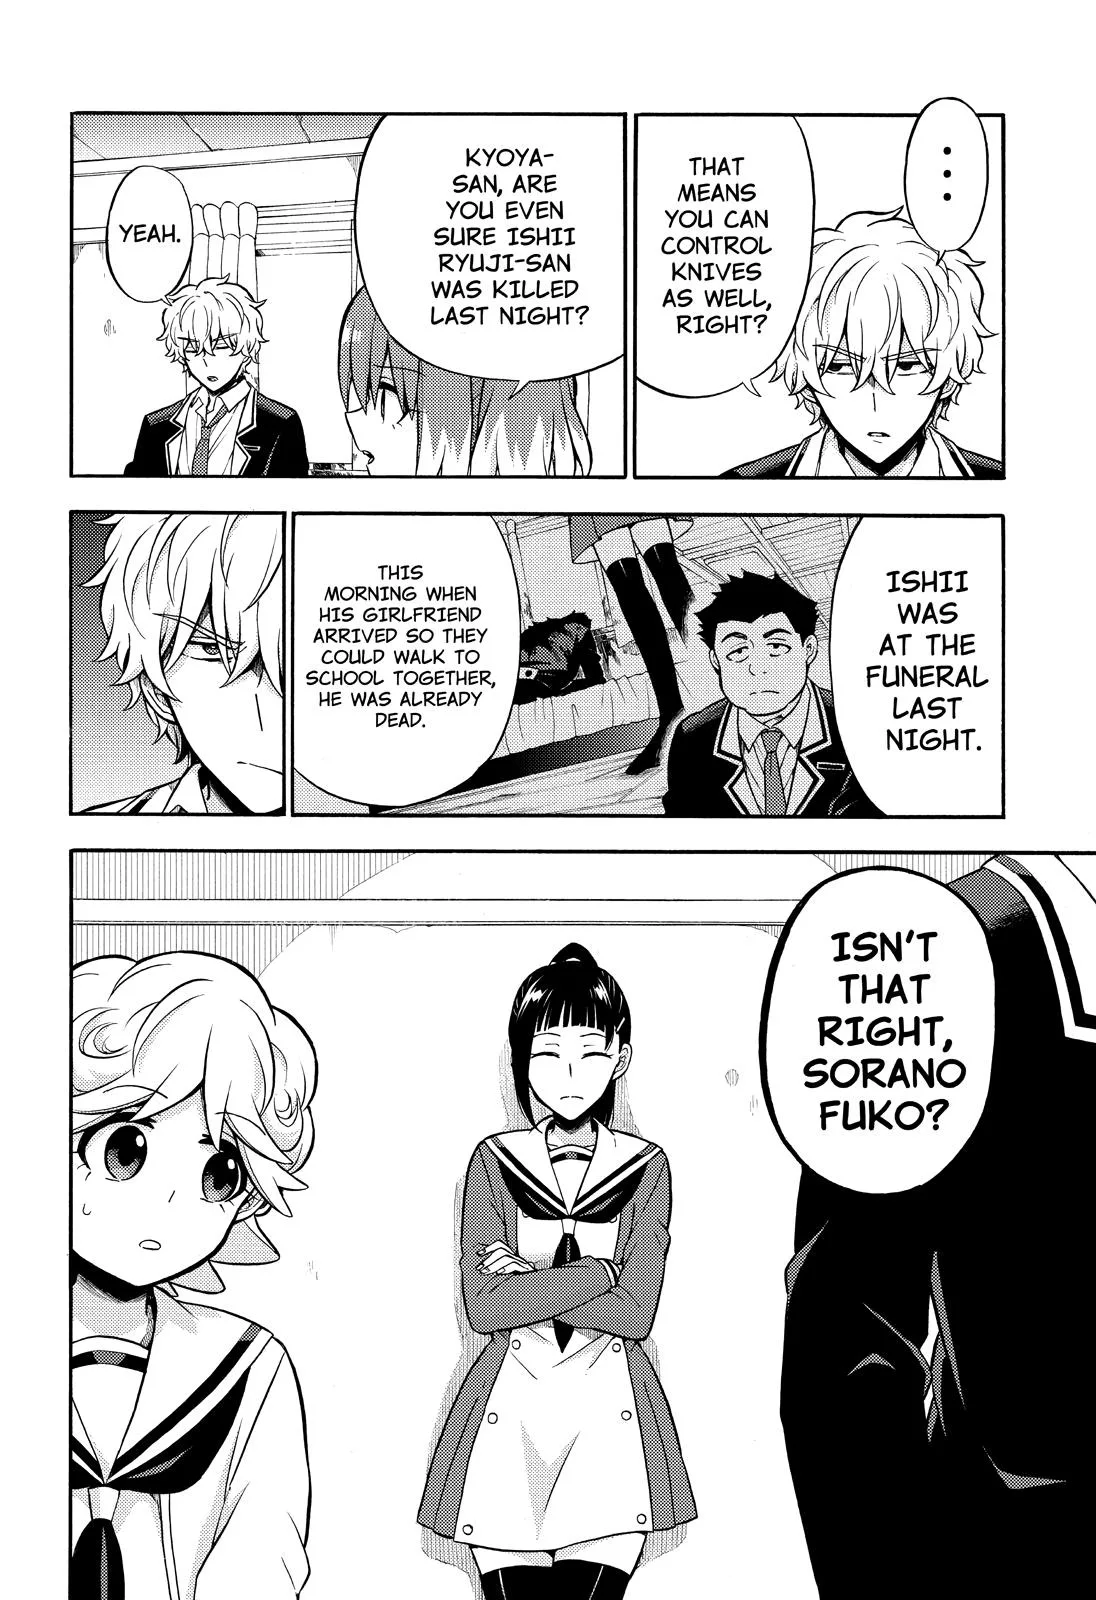 ...
THAT
MEANS
YOU CAN
CONTROL
KNIVES
AS WELL,
RIGHT?
KYOYA-
SAN, ARE
YOU EVEN
SURE ISHII
RYUJI-SAN
WAS KILLED
LAST NIGHT?
YEAH.
ISHII
WAS
AT THE
FUNERAL
LAST
NIGHT.
THIS
MORNING WHEN
HIS GIRLFRIEND
ARRIVED SO THEY
COULD WALK TO
SCHOOL TOGETHER,
HE WAS ALREADY
DEAD.
ISN'T
THAT
RIGHT,
SORANO
FUKO?